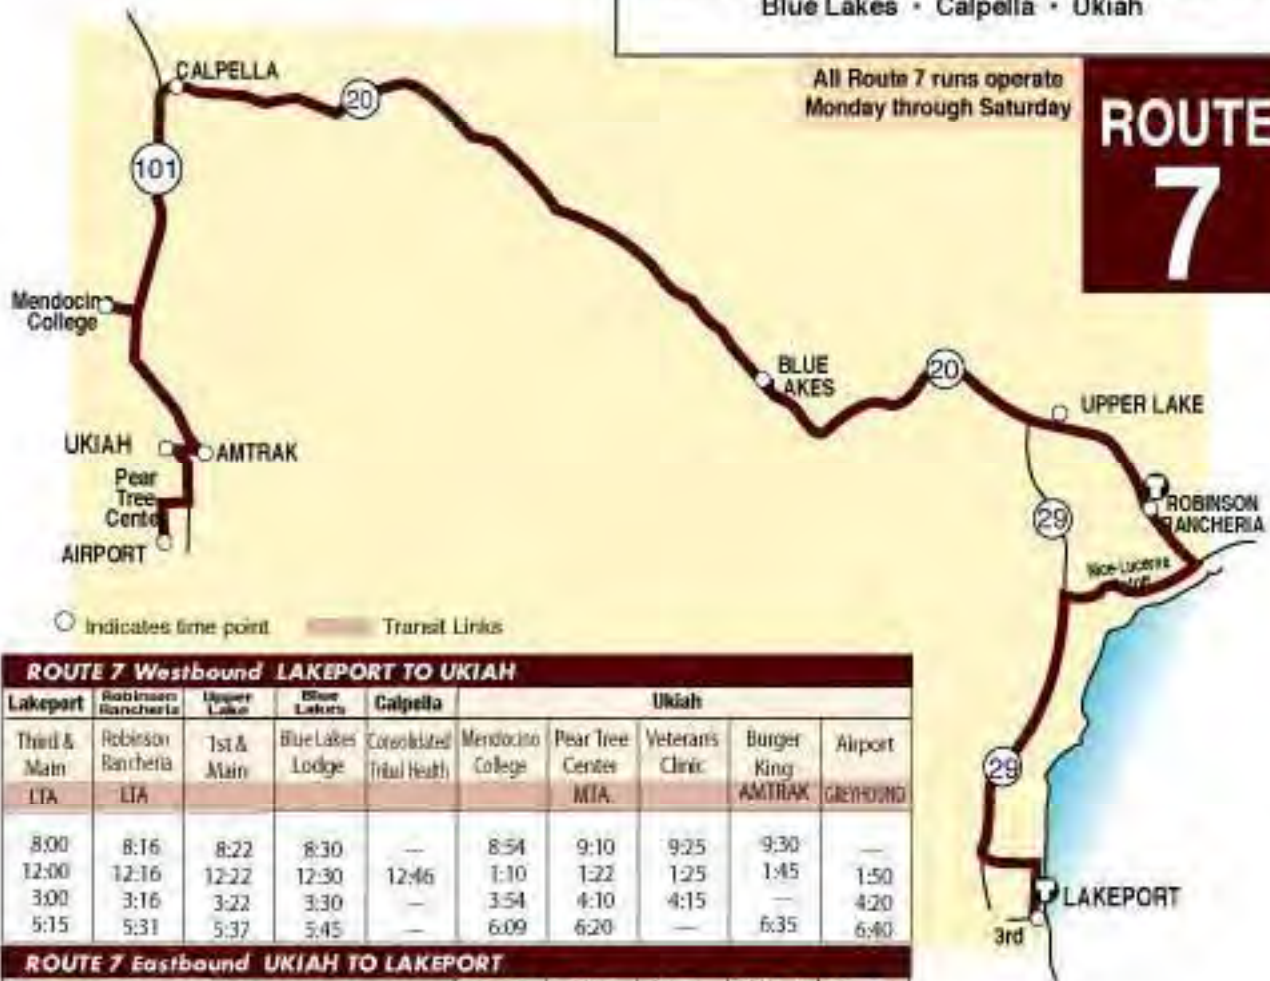 Blue Lakes • Calpella • Ukiah
All Route 7 runs operate
Monday through Saturday
ROUTE
7
CALPELLA
20
101
Mendocino
College
BLUE
LAKES
20
UPPER LAKE
UKIAH
AMTRAK
Pear
Tree
Cente
AIRPORT
29
ROBINSON
RANCHERIA
Nice-Lucerne
Indicates time point
Transit Links
29
LAKEPORT
3rd
ROUTE 7 Westbound LAKEPORT TO UKIAH
Lakeport Robinson Rancheria Upper Lake Blue Lakes Calpella Ukiah
Third & Main Robinson Rancheria 1st & Main Blue Lakes Lodge Consolidated Tribal Health Mendocino College Pear Tree Center Veteran's Clinic Burger King Airport
LTA LTA MTA AMTRAK GREYHOUND
8:00 8:16 8:22 8:30 — 8:54 9:10 9:25 9:30 —
12:00 12:16 12:22 12:30 12:46 1:10 1:22 1:25 1:45 1:50
3:00 3:16 3:22 3:30 — 3:54 4:10 4:15 — 4:20
5:15 5:31 5:37 5:45 — 6:09 6:20 — 6:35 6:40
ROUTE 7 Eastbound UKIAH TO LAKEPORT